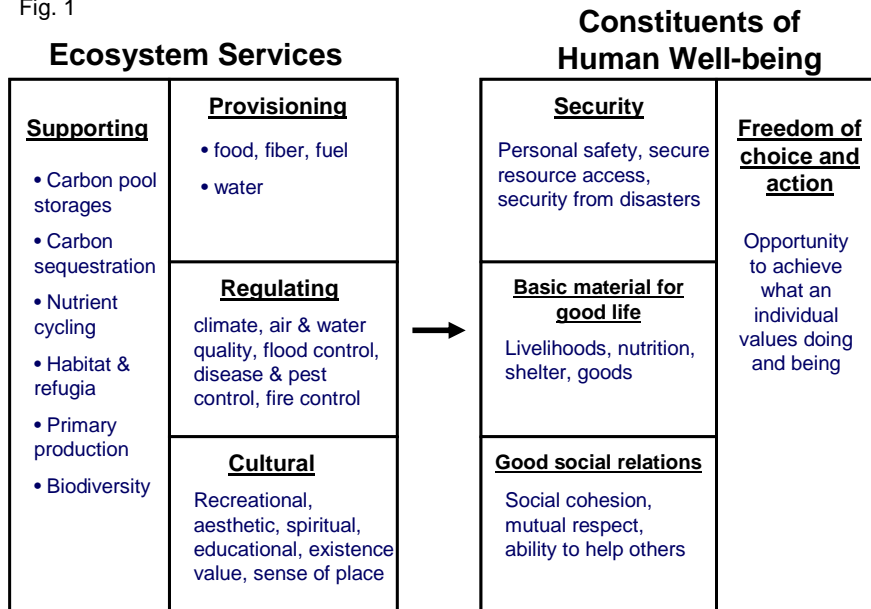 Fig. 1
Ecosystem Services
Supporting
• Carbon pool
storages
• Carbon
sequestration
• Nutrient
cycling
• Habitat &
refugia
• Primary
production
• Biodiversity
Provisioning
• food, fiber, fuel
• water
Regulating
climate, air & water
quality, flood control,
disease & pest
control, fire control
Cultural
Recreational,
aesthetic, spiritual,
educational, existence
value, sense of place
Constituents of
Human Well-being
Security
Personal safety, secure
resource access,
security from disasters
Basic material for
good life
Livelihoods, nutrition,
shelter, goods
Good social relations
Social cohesion,
mutual respect,
ability to help others
Freedom of
choice and
action
Opportunity
to achieve
what an
individual
values doing
and being